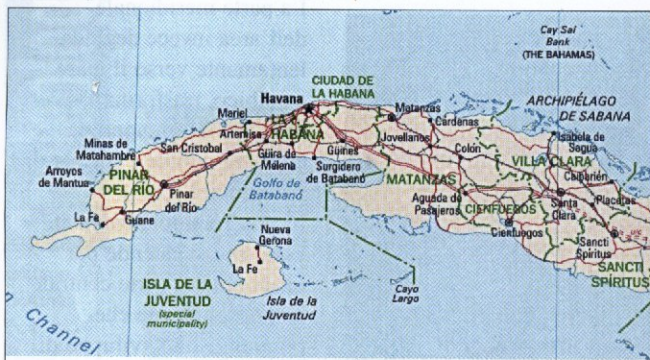 Cay Sal
Bank
(THE BAHAMAS)
CIUDAD DE
LA HABANA
Havana
Mariel
Artemisa
LA
HABANA
Matanzas
Cárdenas
ARCHIPIÉLAGO
DE SABANA
Minas de
Matahambre
San Cristobal
Güira de
Melena
Güines
Jovellanos
Colón
Isabela de
Sagua
VILLA CLARA
Caibarién
Arroyos
de Mantua
PINAR
DEL RÍO
Pinar
del Río
Surgidero
de Batabanó
Golfo de
Batabanó
MATANZAS
Aguada de
Pasajeros
CIENFUEGOS
Cienfuegos
Santa
Clara
Placetas
La Fe
Guane
Sancti
Spíritus
SANCTI
SPÍRITUS
Nueva
Gerona
La Fe
ISLA DE LA
JUVENTUD
(special
municipality)
Isla de la
Juventud
Cayo
Largo
n Channel